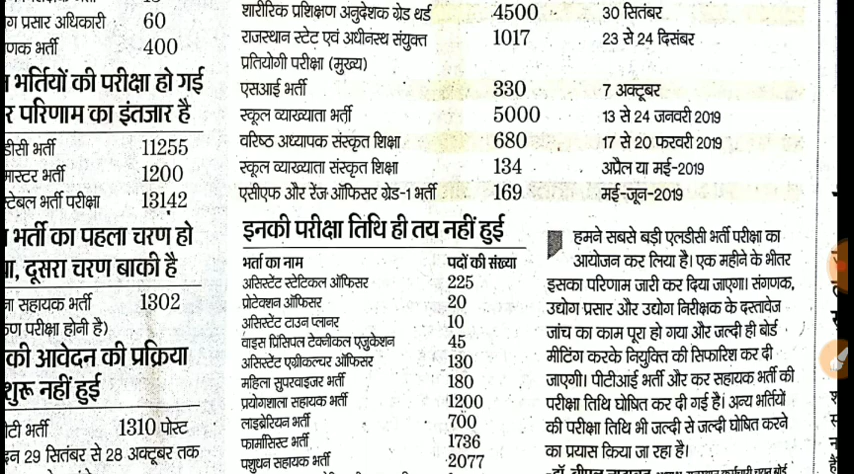 ग प्रसार अधिकारी 60
णक भर्ती 400
भर्तियों की परीक्षा हो गई
र परिणाम का इंतजार है
डीसी भर्ती 11255
मास्टर भर्ती 1200
स्टेबल भर्ती परीक्षा 13142
भर्ती का पहला चरण हो
, दूसरा चरण बाकी है
सहायक भर्ती 1302
परीक्षा होनी है)
की आवेदन की प्रक्रिया
शुरू नहीं हुई
टी भर्ती 1310 पोस्ट
29 सितंबर से 28 अक्टूबर तक
शारीरिक प्रशिक्षण अनुदेशक ग्रेड थर्ड 4500 30 सितंबर
राजस्थान स्टेट एवं अधीनस्थ संयुक्त 1017 23 से 24 दिसंबर
प्रतियोगी परीक्षा (मुख्य)
एसआई भर्ती 330 7 अक्टूबर
स्कूल व्याख्याता भर्ती 5000 13 से 24 जनवरी 2019
वरिष्ठ अध्यापक संस्कृत शिक्षा 680 17 से 20 फरवरी 2019
स्कूल व्याख्याता संस्कृत शिक्षा 134 अप्रैल या मई-2019
एसीएफ और रेंज ऑफिसर ग्रेड-1 भर्ती 169 मई-जून-2019
इनकी परीक्षा तिथि ही तय नहीं हुई
भर्ती का नाम पदों की संख्या
असिस्टेंट स्टेटिकल ऑफिसर 225
प्रोटेक्शन ऑफिसर 20
असिस्टेंट टाउन प्लानर 10
वाइस प्रिंसिपल टेक्नीकल एजुकेशन 45
असिस्टेंट एग्रीकल्चर ऑफिसर 130
महिला सुपरवाइजर भर्ती 180
प्रयोगशाला सहायक भर्ती 1200
लाइब्रेरियन भर्ती 700
फार्मासिस्ट भर्ती 1736
पशुधन सहायक भर्ती 2077
हमने सबसे बड़ी एलडीसी भर्ती परीक्षा का
आयोजन कर लिया है। एक महीने के भीतर
इसका परिणाम जारी कर दिया जाएगा। संगणक,
उद्योग प्रसार और उद्योग निरीक्षक के दस्तावेज
जांच का काम पूरा हो गया और जल्दी ही बोर्ड
मीटिंग करके नियुक्ति की सिफारिश कर दी
जाएगी। पीटीआई भर्ती और कर सहायक भर्ती की
परीक्षा तिथि घोषित कर दी गई है। अन्य भर्तियों
की परीक्षा तिथि भी जल्दी से जल्दी घोषित करने
का प्रयास किया जा रहा है।